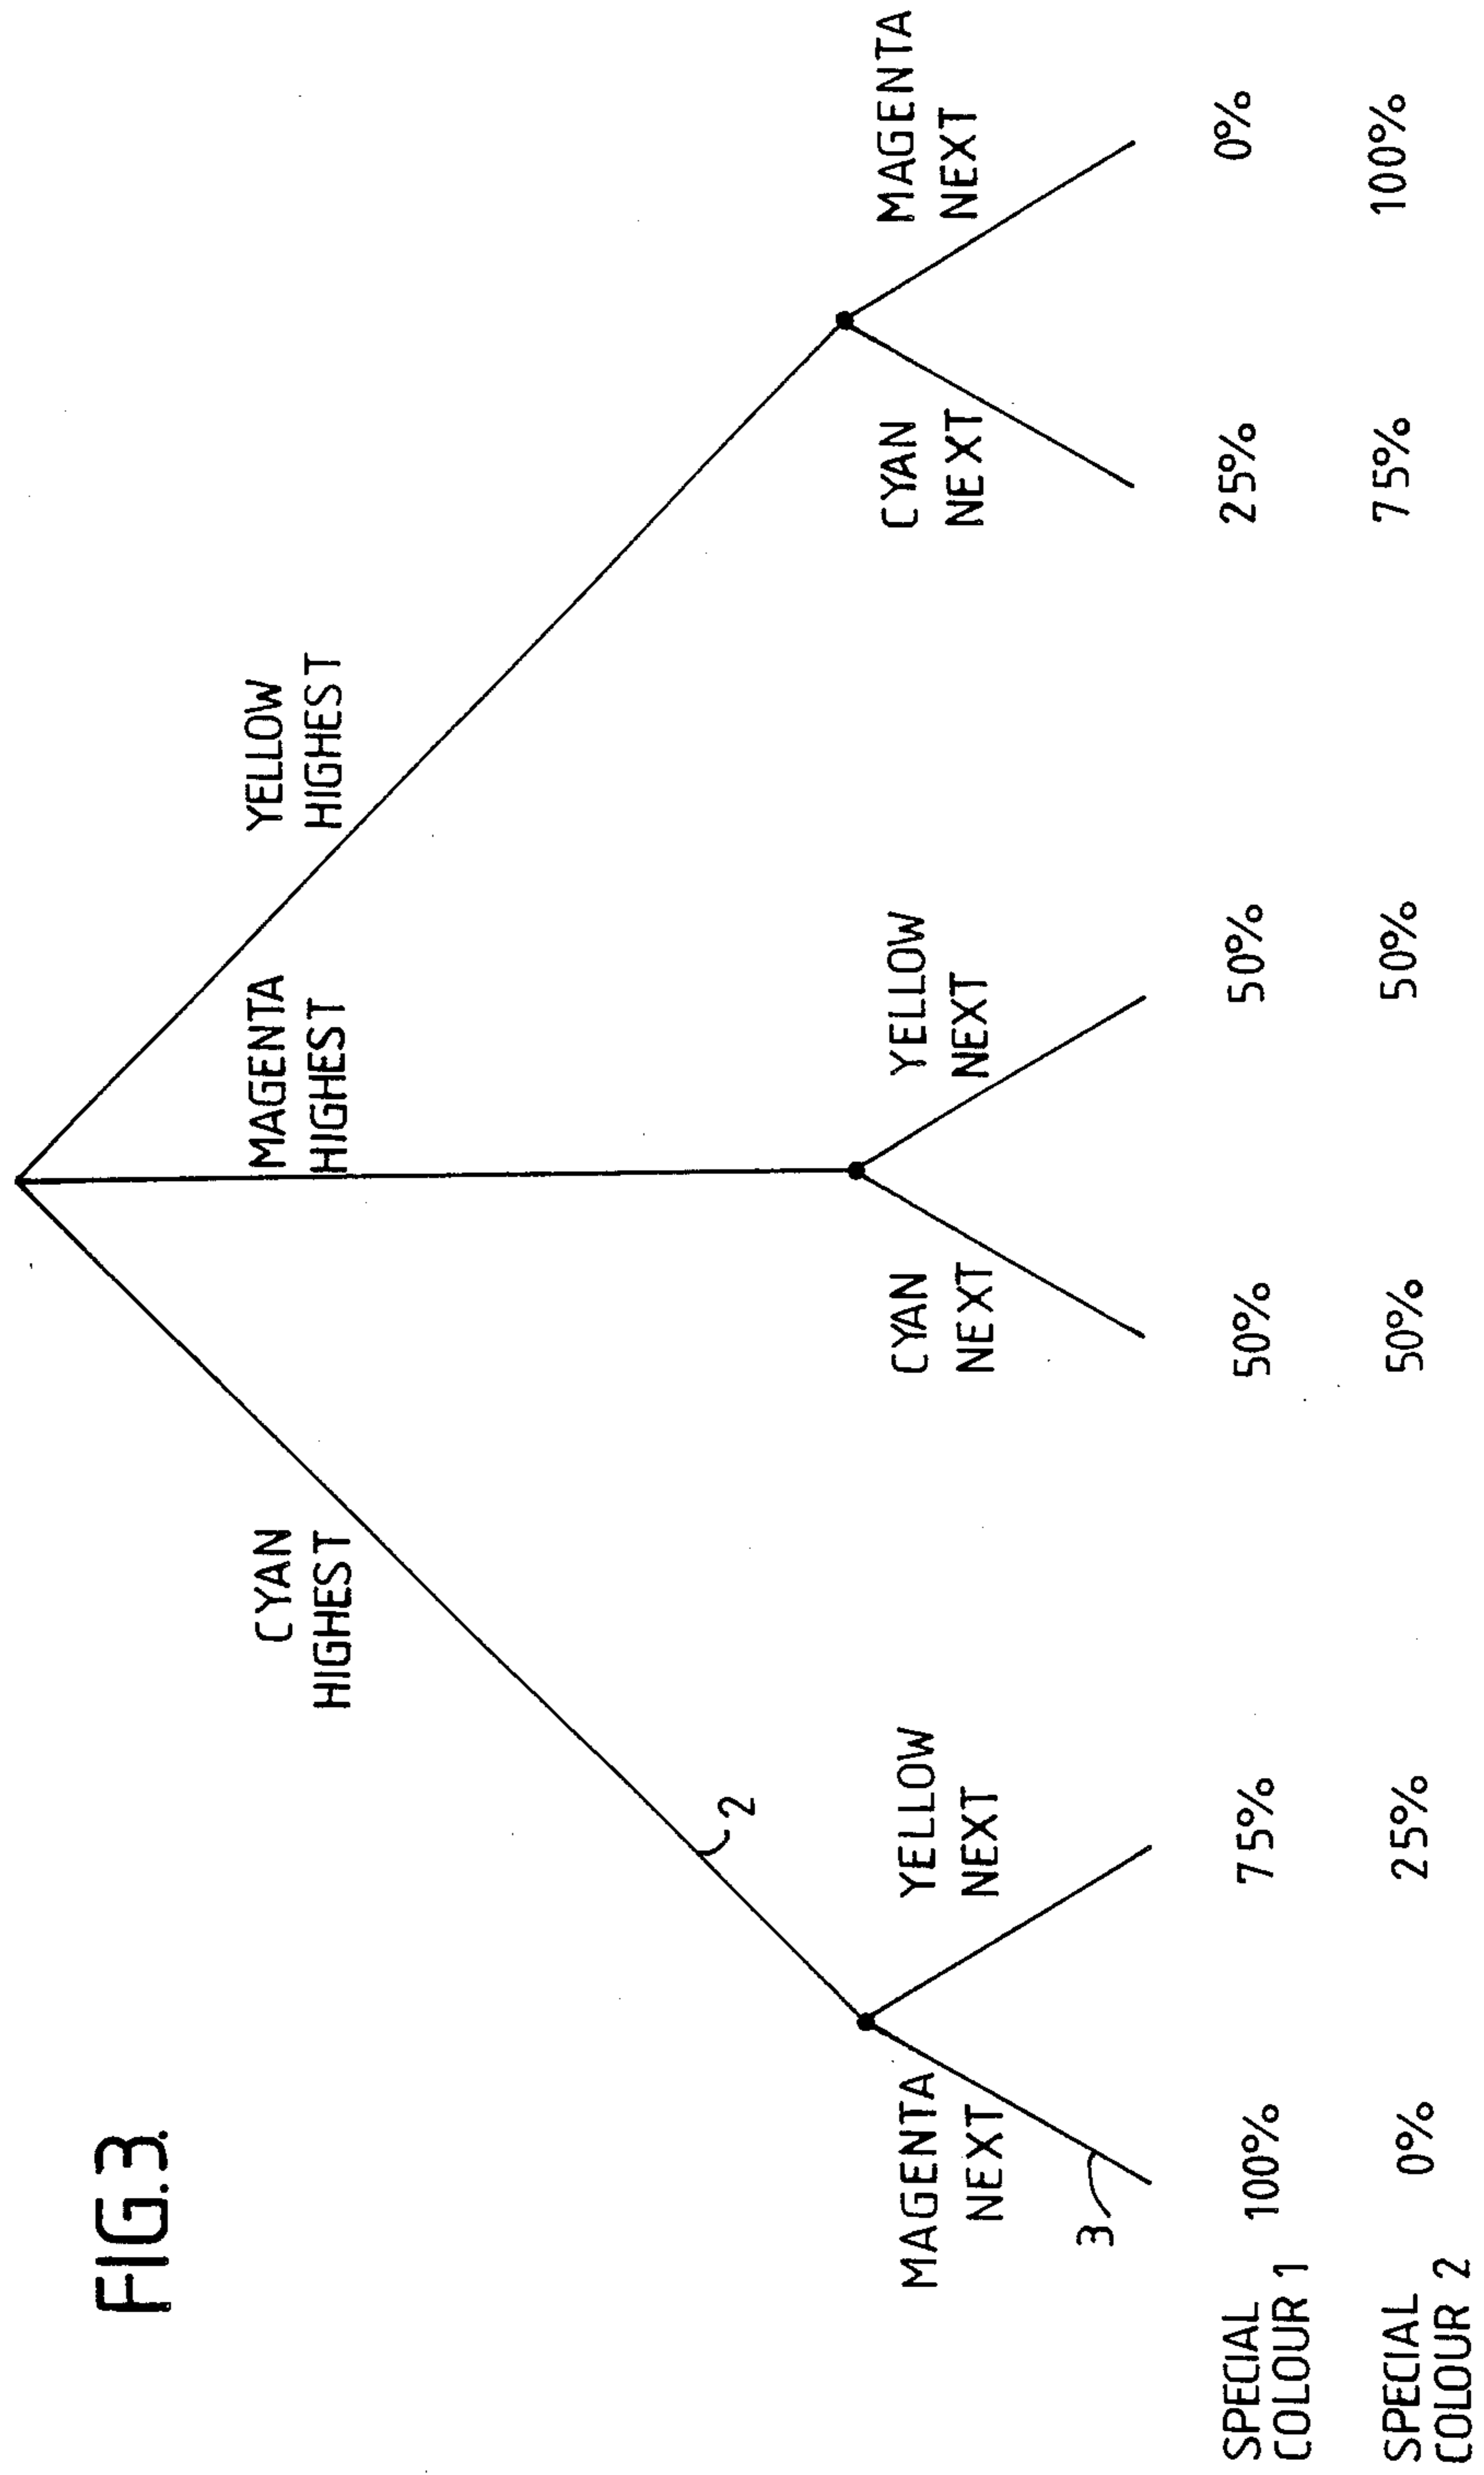 FIG.3.
CYAN
HIGHEST
MAGENTA
HIGHEST
YELLOW
HIGHEST
2
MAGENTA
NEXT
YELLOW
NEXT
CYAN
NEXT
YELLOW
NEXT
CYAN
NEXT
MAGENTA
NEXT
3
SPECIAL
COLOUR 1
100% 75% 50% 50% 25% 0%
SPECIAL
COLOUR 2
0% 25% 50% 50% 75% 100%